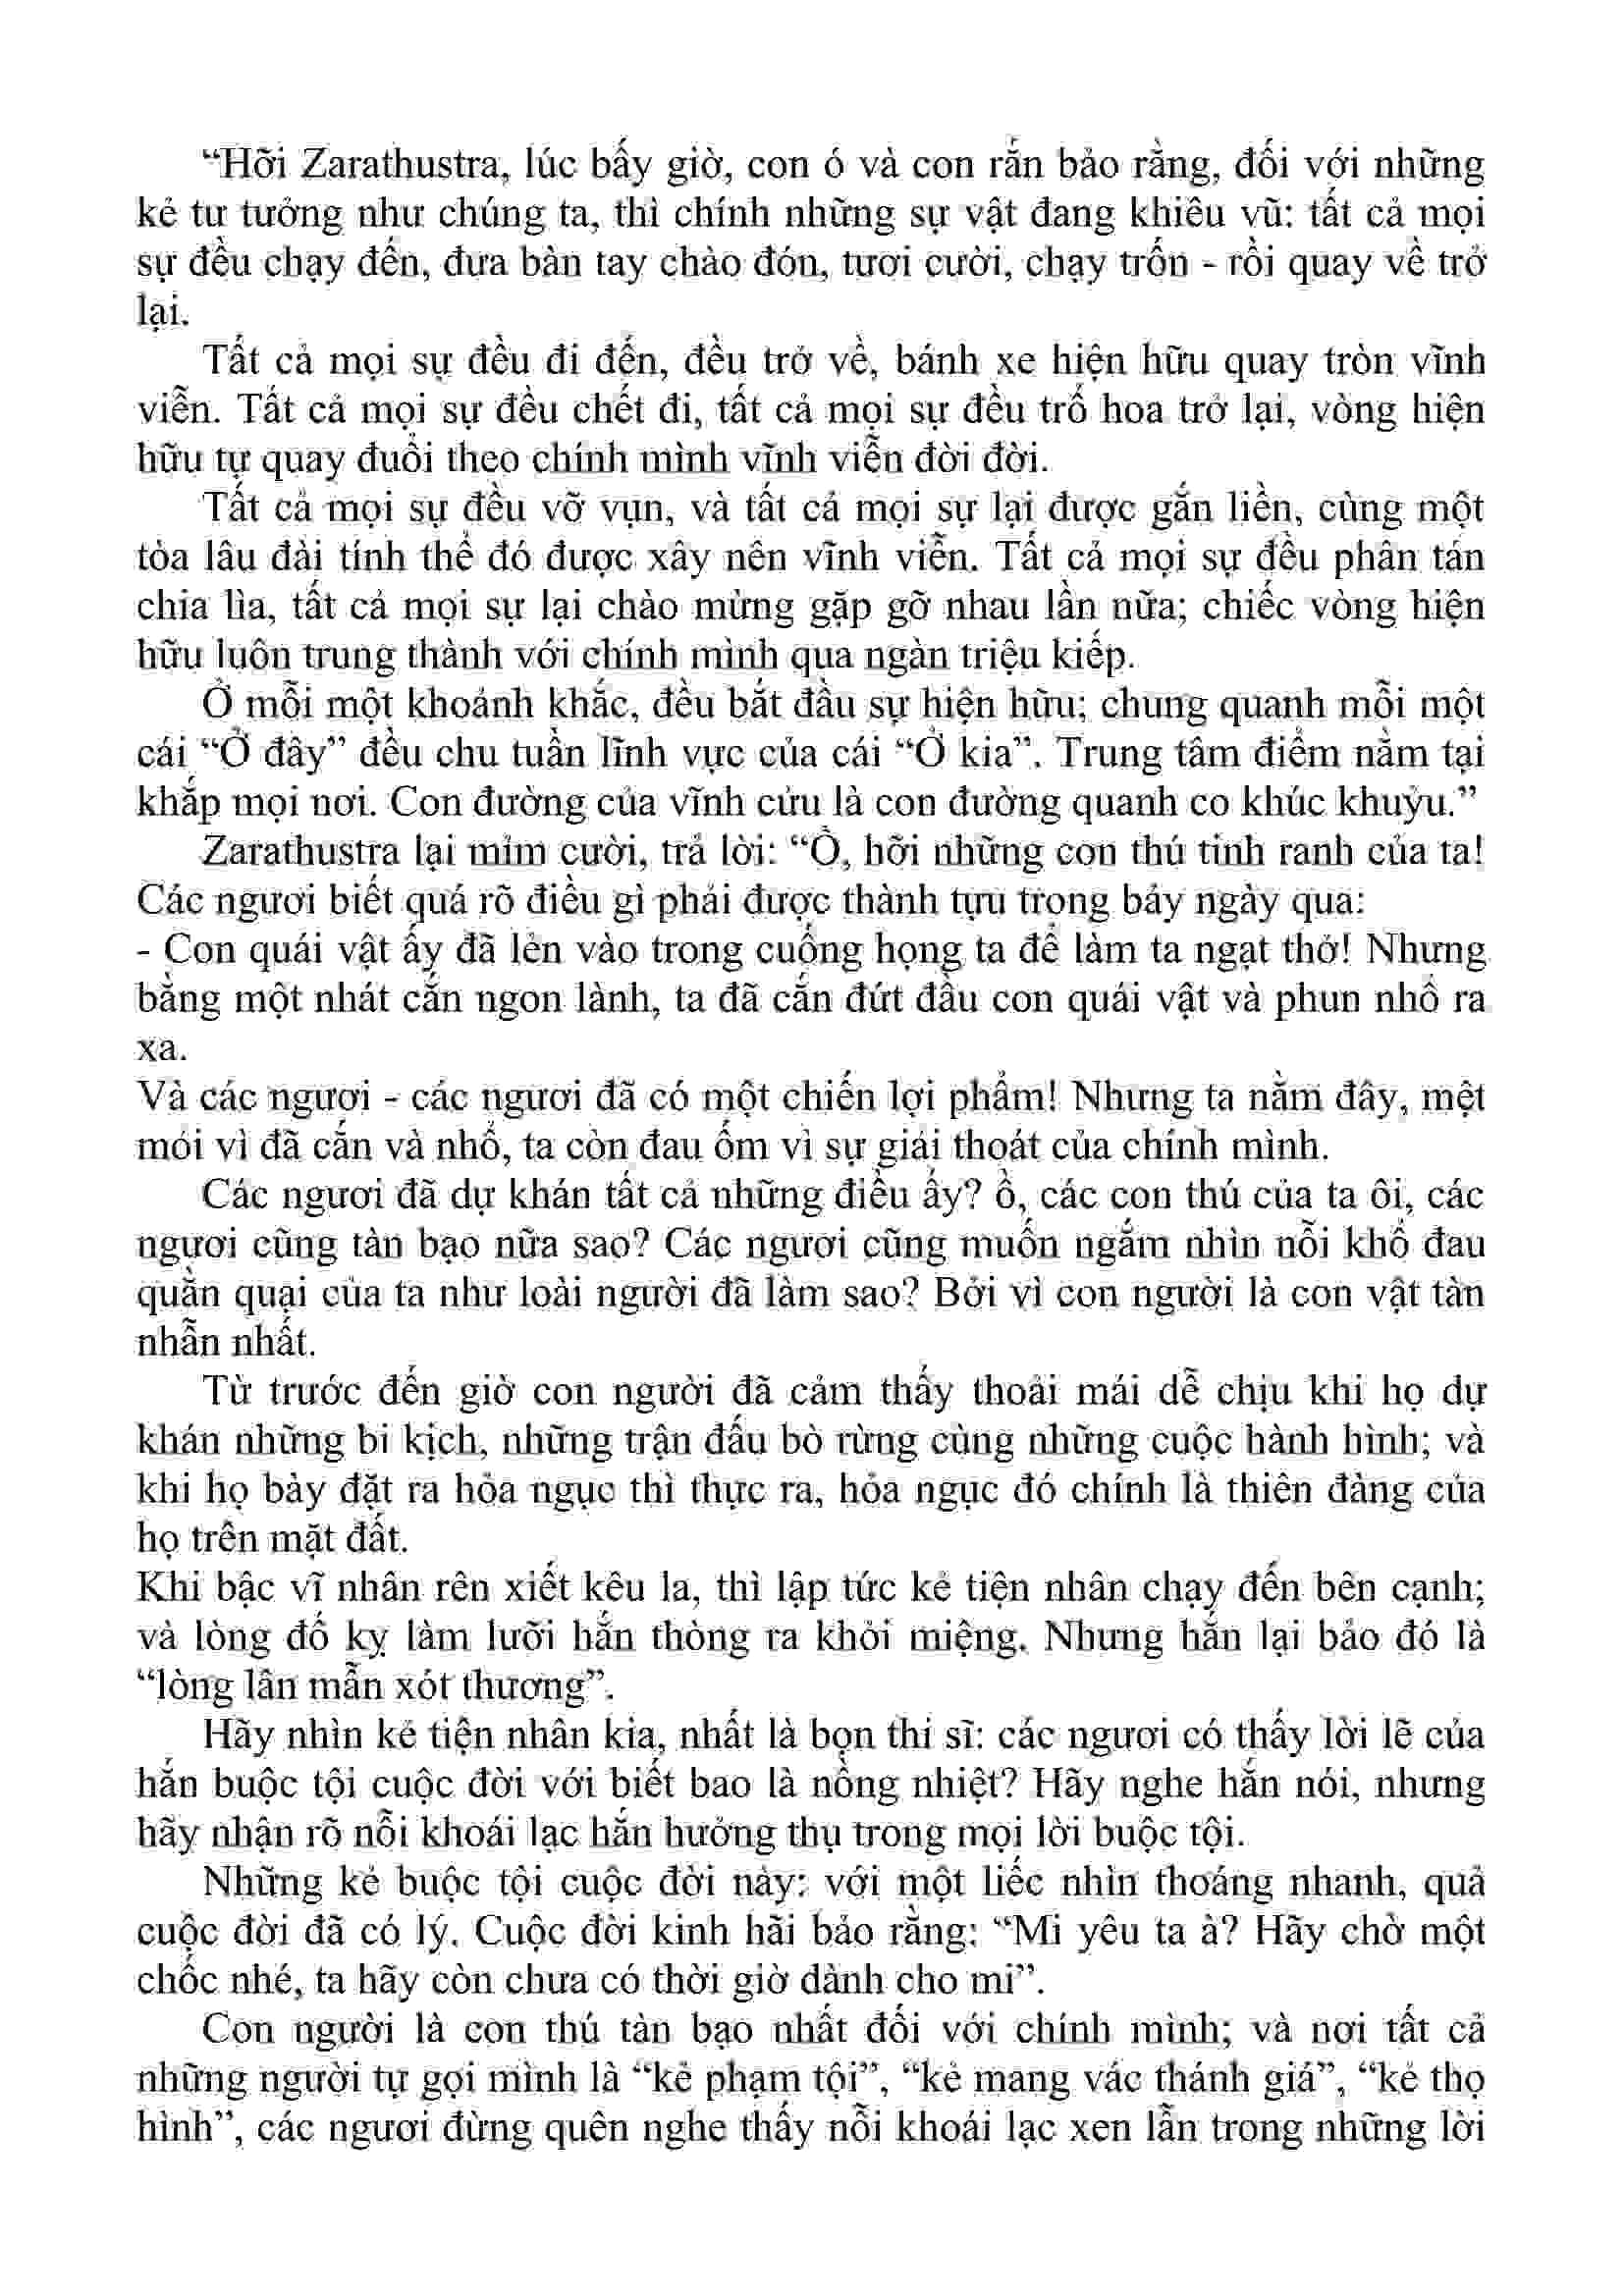 “Hỡi Zarathustra, lúc bấy giờ, con ó và con rắn bảo rằng, đối với những
kẻ tư tưởng như chúng ta, thì chính những sự vật đang khiêu vũ: tất cả mọi
sự đều chạy đến, đưa bàn tay chào đón, tươi cười, chạy trốn - rồi quay về trở
lại.
Tất cả mọi sự đều đi đến, đều trở về, bánh xe hiện hữu quay tròn vĩnh
viễn. Tất cả mọi sự đều chết đi, tất cả mọi sự đều trổ hoa trở lại, vòng hiện
hữu tự quay đuổi theo chính mình vĩnh viễn đời đời.
Tất cả mọi sự đều vỡ vụn, và tất cả mọi sự lại được gắn liền, cùng một
tòa lâu đài tính thể đó được xây nên vĩnh viễn. Tất cả mọi sự đều phân tán
chia lìa, tất cả mọi sự lại chào mừng gặp gỡ nhau lần nữa; chiếc vòng hiện
hữu luôn trung thành với chính mình qua ngàn triệu kiếp.
Ở mỗi một khoảnh khắc, đều bắt đầu sự hiện hữu; chung quanh mỗi một
cái “Ở đây” đều chu tuần lĩnh vực của cái “Ở kia”. Trung tâm điểm nằm tại
khắp mọi nơi. Con đường của vĩnh cửu là con đường quanh co khúc khuỷu.”
Zarathustra lại mỉm cười, trả lời: “Ồ, hỡi những con thú tinh ranh của ta!
Các ngươi biết quá rõ điều gì phải được thành tựu trong bảy ngày qua:
- Con quái vật ấy đã lẻn vào trong cuống họng ta để làm ta ngạt thở! Nhưng
bằng một nhát cắn ngon lành, ta đã cắn đứt đầu con quái vật và phun nhổ ra
xa.
Và các ngươi - các ngươi đã có một chiến lợi phẩm! Nhưng ta nằm đây, mệt
mỏi vì đã cắn và nhổ, ta còn đau ốm vì sự giải thoát của chính mình.
Các ngươi đã dự khán tất cả những điều ấy? ồ, các con thú của ta ôi, các
ngươi cũng tàn bạo nữa sao? Các ngươi cũng muốn ngắm nhìn nỗi khổ đau
quằn quại của ta như loài người đã làm sao? Bởi vì con người là con vật tàn
nhẫn nhất.
Từ trước đến giờ con người đã cảm thấy thoải mái dễ chịu khi họ dự
khán những bi kịch, những trận đấu bò rừng cùng những cuộc hành hình; và
khi họ bày đặt ra hỏa ngục thì thực ra, hỏa ngục đó chính là thiên đàng của
họ trên mặt đất.
Khi bậc vĩ nhân rên xiết kêu la, thì lập tức kẻ tiện nhân chạy đến bên cạnh;
và lòng đố kỵ làm lưỡi hắn thòng ra khỏi miệng. Nhưng hắn lại bảo đó là
“lòng lân mẫn xót thương”.
Hãy nhìn kẻ tiện nhân kia, nhất là bọn thi sĩ: các ngươi có thấy lời lẽ của
hắn buộc tội cuộc đời với biết bao là nồng nhiệt? Hãy nghe hắn nói, nhưng
hãy nhận rõ nỗi khoái lạc hắn hưởng thụ trong mọi lời buộc tội.
Những kẻ buộc tội cuộc đời này: với một liếc nhìn thoáng nhanh, quả
cuộc đời đã có lý. Cuộc đời kinh hãi bảo rằng: “Mi yêu ta à? Hãy chờ một
chốc nhé, ta hãy còn chưa có thời giờ dành cho mi”.
Con người là con thú tàn bạo nhất đối với chính mình; và nơi tất cả
những người tự gọi mình là “kẻ phạm tội”, “kẻ mang vác thánh giá”, “kẻ thọ
hình”, các ngươi đừng quên nghe thấy nỗi khoái lạc xen lẫn trong những lời